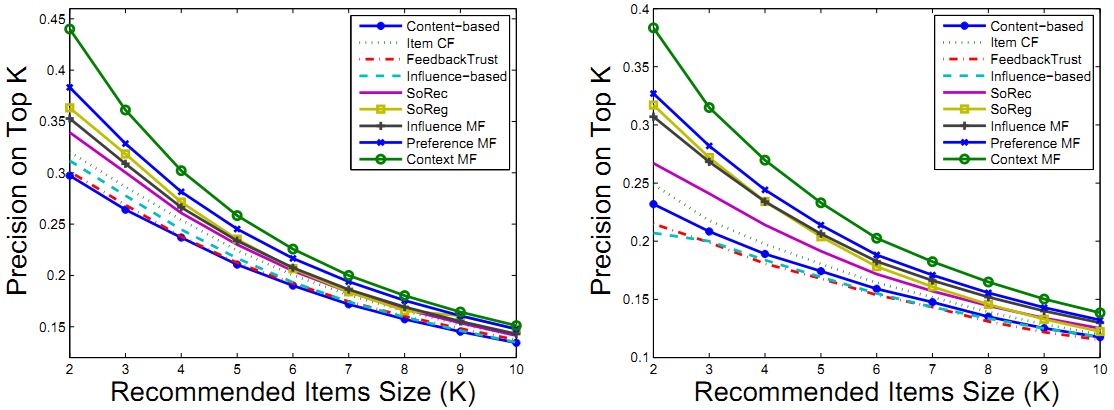 Precision on Top K
0.45
0.4
0.35
0.3
0.25
0.2
0.15
2 3 4 5 6 7 8 9 10
Recommended Items Size (K)
Content-based
Item CF
FeedbackTrust
Influence-based
SoRec
SoReg
Influence MF
Preference MF
Context MF
Precision on Top K
0.4
0.35
0.3
0.25
0.2
0.15
0.1
2 3 4 5 6 7 8 9 10
Recommended Items Size (K)
Content-based
Item CF
FeedbackTrust
Influence-based
SoRec
SoReg
Influence MF
Preference MF
Context MF